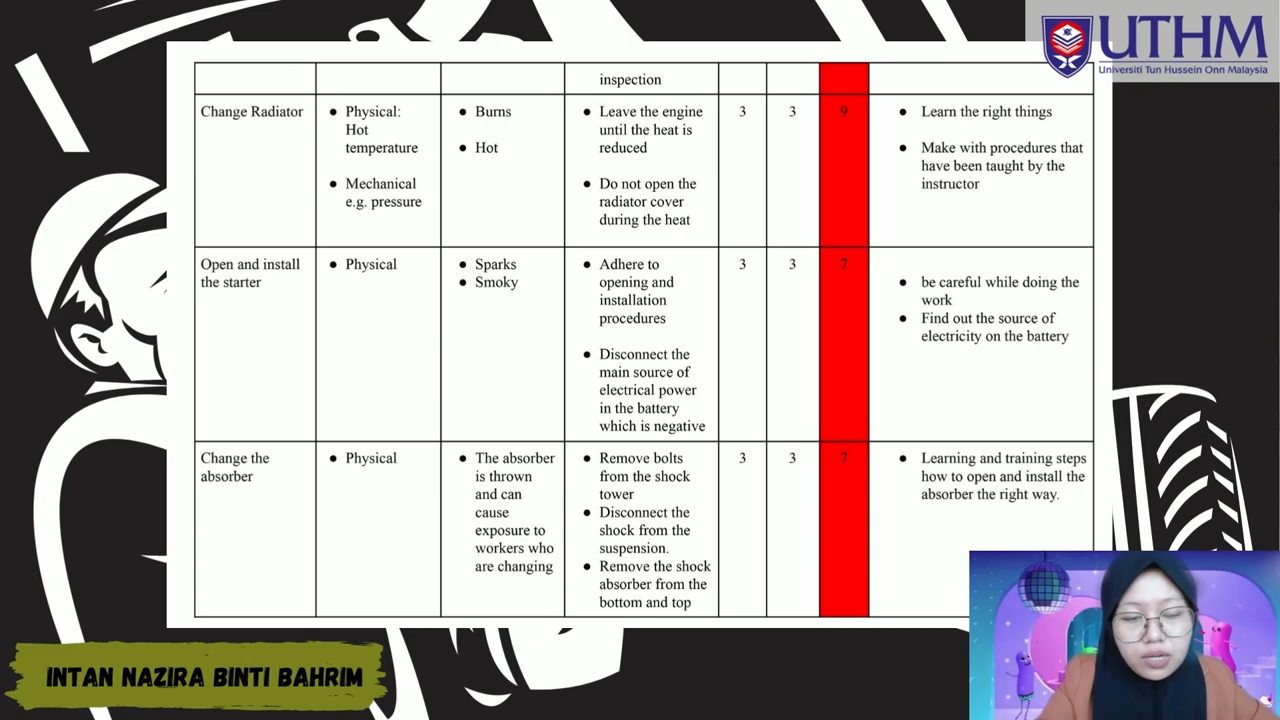 UTHM
Universiti Tun Hussein Onn Malaysia
inspection
Change Radiator
● Physical:
Hot
temperature
● Mechanical
e.g. pressure
● Burns
● Hot
● Leave the engine
until the heat is
reduced
● Do not open the
radiator cover
during the heat
3
3
9
● Learn the right things
● Make with procedures that
have been taught by the
instructor
Open and install
the starter
● Physical
● Sparks
● Smoky
● Adhere to
opening and
installation
procedures
● Disconnect the
main source of
electrical power
in the battery
which is negative
3
3
7
● be careful while doing the
work
● Find out the source of
electricity on the battery
Change the
absorber
● Physical
● The absorber
is thrown
and can
cause
exposure to
workers who
are changing
● Remove bolts
from the shock
tower
● Disconnect the
shock from the
suspension.
● Remove the shock
absorber from the
bottom and top
3
3
7
● Learning and training steps
how to open and install the
absorber the right way.
INTAN NAZIRA BINTI BAHRIM